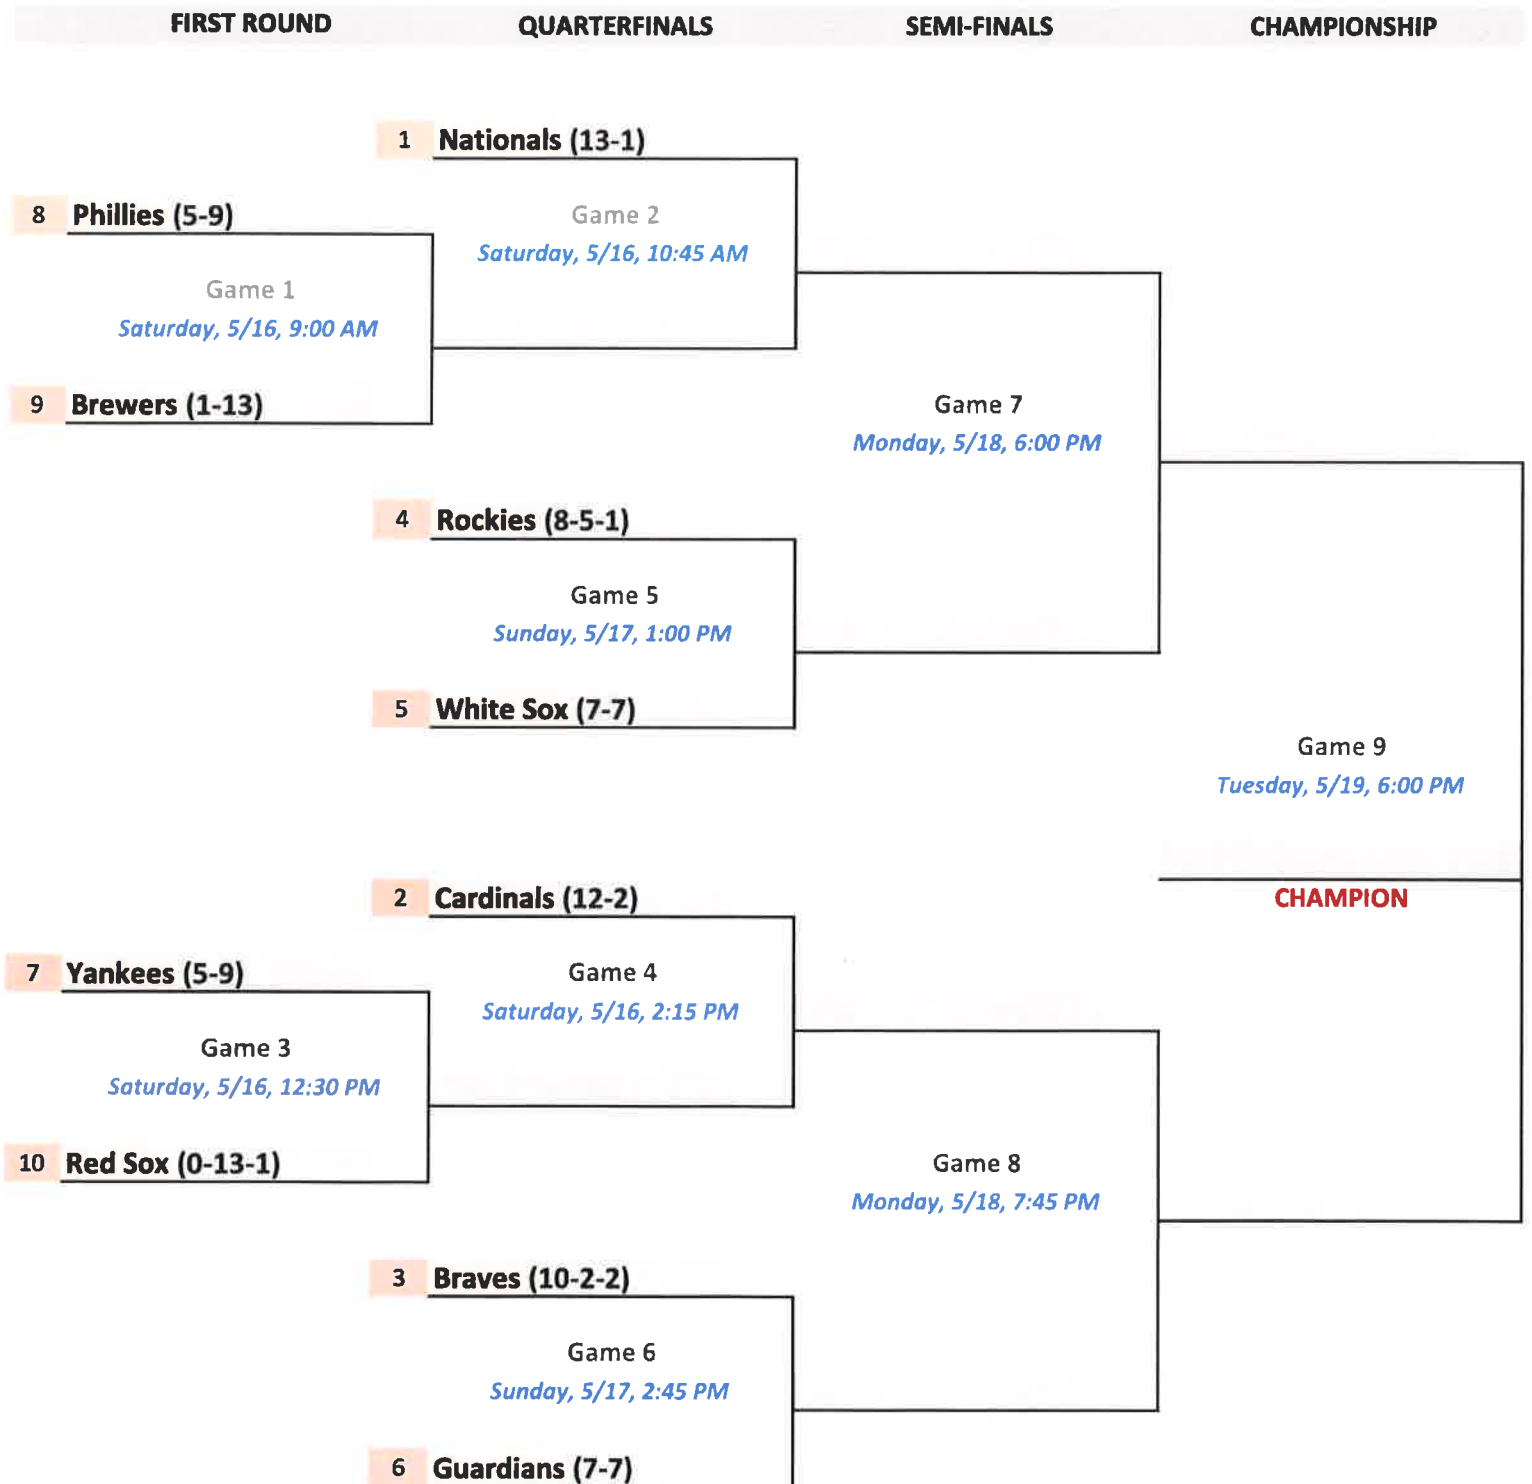 FIRST ROUND QUARTERFINALS SEMI-FINALS CHAMPIONSHIP
1 Nationals (13-1)
8 Phillies (5-9)
Game 2
Saturday, 5/16, 10:45 AM
Game 1
Saturday, 5/16, 9:00 AM
9 Brewers (1-13)
Game 7
Monday, 5/18, 6:00 PM
4 Rockies (8-5-1)
Game 5
Sunday, 5/17, 1:00 PM
5 White Sox (7-7)
Game 9
Tuesday, 5/19, 6:00 PM
CHAMPION
2 Cardinals (12-2)
7 Yankees (5-9)
Game 4
Saturday, 5/16, 2:15 PM
Game 3
Saturday, 5/16, 12:30 PM
10 Red Sox (0-13-1)
Game 8
Monday, 5/18, 7:45 PM
3 Braves (10-2-2)
Game 6
Sunday, 5/17, 2:45 PM
6 Guardians (7-7)